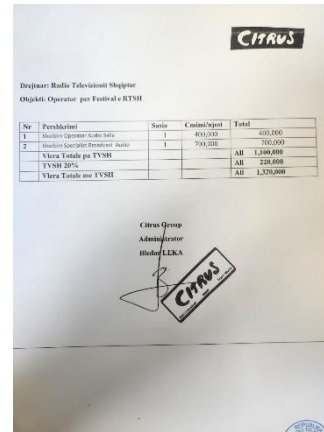 CITRUS
Drejtuar: Radio Televizionit Shqiptar
Objekti: Operator per Festival e RTSH
Nr Pershkrimi Sasia Cmimi/njesi Total
1 Sherbim Operator Audio Sallu 1 400,000 400,000
2 Sherbim Specialist Broadcast Audio 1 700,000 700,000
Vlera Totale pa TVSH All 1,100,000
TVSH 20% All 220,000
Vlera Totale me TVSH All 1,320,000
Citrus Group
Administrator
LEKA
CITRUS